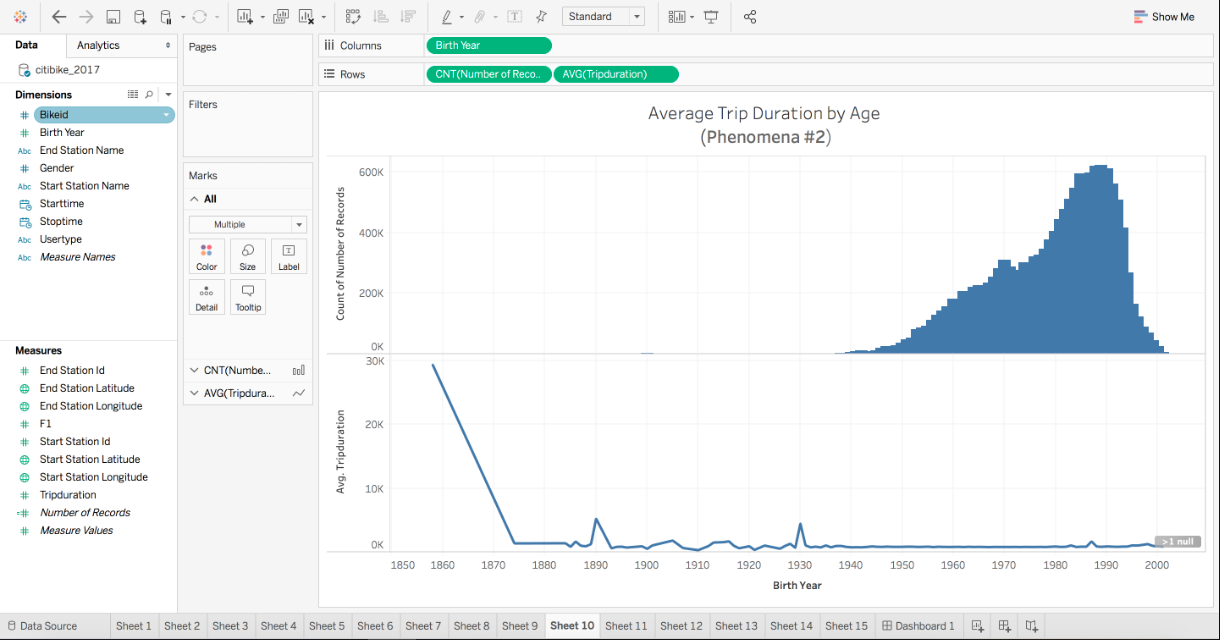 Standard
Show Me
Data
Analytics
Pages
Columns
Birth Year
citibike_2017
Rows
CNT(Number of Reco..
AVG(Tripduration)
Dimensions
Bikeid
Birth Year
End Station Name
Gender
Start Station Name
Starttime
Stoptime
Usertype
Measure Names
Measures
End Station Id
End Station Latitude
End Station Longitude
F1
Start Station Id
Start Station Latitude
Start Station Longitude
Tripduration
Number of Records
Measure Values
Filters
Marks
All
Multiple
Color
Size
Label
Detail
Tooltip
CNT(Numbe...
AVG(Tripdura...
Average Trip Duration by Age
(Phenomena #2)
Count of Number of Records
600K
400K
200K
0K
Avg. Tripduration
30K
20K
10K
0K
>1 null
1850 1860 1870 1880 1890 1900 1910 1920 1930 1940 1950 1960 1970 1980 1990 2000
Birth Year
Data Source
Sheet 1
Sheet 2
Sheet 3
Sheet 4
Sheet 5
Sheet 6
Sheet 7
Sheet 8
Sheet 9
Sheet 10
Sheet 11
Sheet 12
Sheet 13
Sheet 14
Sheet 15
Dashboard 1